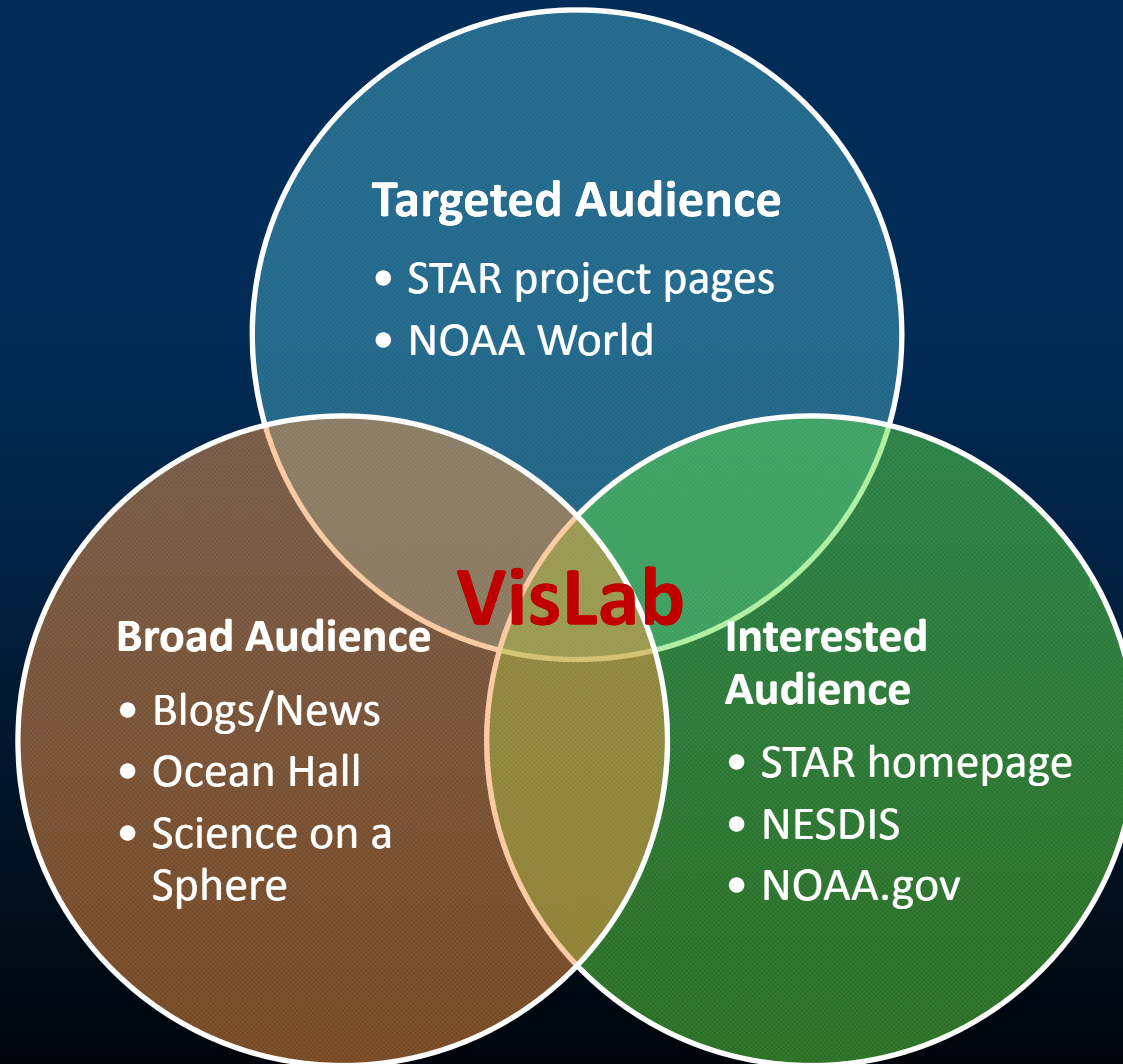 Targeted Audience
• STAR project pages
• NOAA World
VisLab
Broad Audience
• Blogs/News
• Ocean Hall
• Science on a
Sphere
Interested
Audience
• STAR homepage
• NESDIS
• NOAA.gov